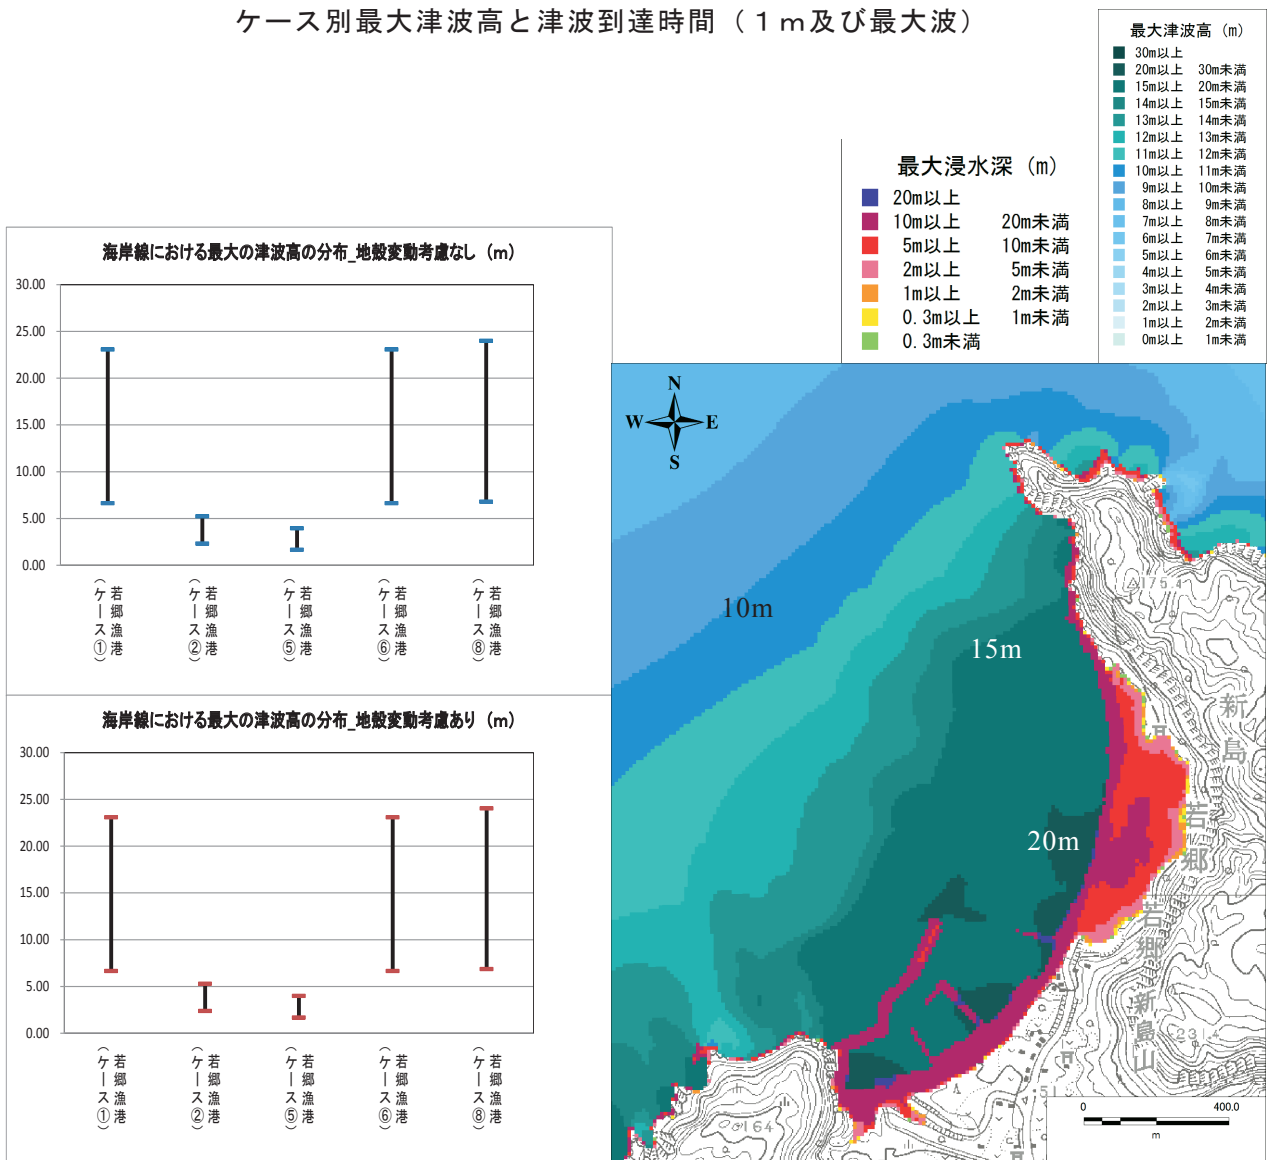 ケース別最大津波高と津波到達時間（１ｍ及び最大波）
最大津波高（m）
30m以上
20m以上 30m未満
15m以上 20m未満
14m以上 15m未満
13m以上 14m未満
12m以上 13m未満
11m以上 12m未満
10m以上 11m未満
9m以上 10m未満
8m以上 9m未満
7m以上 8m未満
6m以上 7m未満
5m以上 6m未満
4m以上 5m未満
3m以上 4m未満
2m以上 3m未満
1m以上 2m未満
0m以上 1m未満
最大浸水深（m）
20m以上
10m以上 20m未満
5m以上 10m未満
2m以上 5m未満
1m以上 2m未満
0.3m以上 1m未満
0.3m未満
海岸線における最大の津波高の分布_地殻変動考慮なし（m）
30.00
25.00
20.00
15.00
10.00
5.00
0.00
若郷漁港
（ケース①）
若郷漁港
（ケース②）
若郷漁港
（ケース⑤）
若郷漁港
（ケース⑥）
若郷漁港
（ケース⑧）
海岸線における最大の津波高の分布_地殻変動考慮あり（m）
30.00
25.00
20.00
15.00
10.00
5.00
0.00
若郷漁港
（ケース①）
若郷漁港
（ケース②）
若郷漁港
（ケース⑤）
若郷漁港
（ケース⑥）
若郷漁港
（ケース⑧）
N
W E
S
10m
15m
20m
新島
若郷
若郷
新島山
0 400.0
m